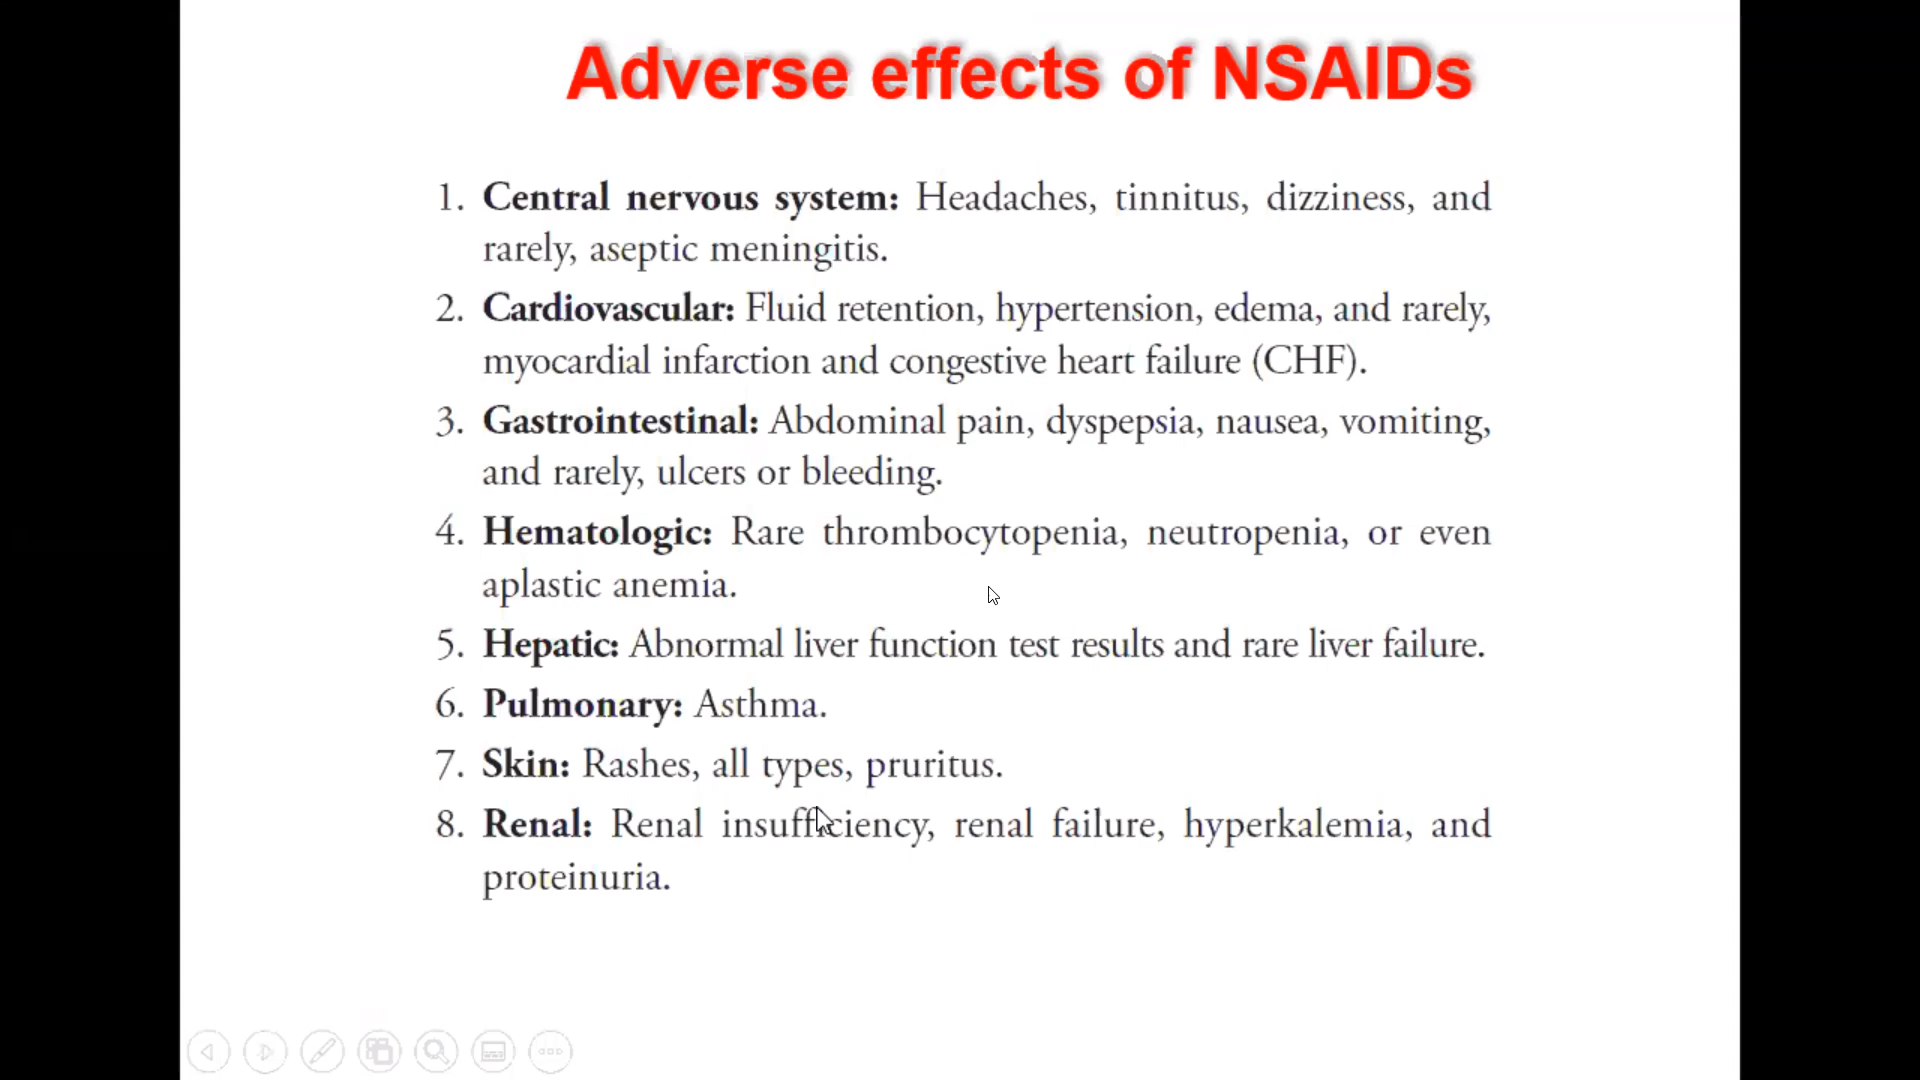 Adverse effects of NSAIDs
1. Central nervous system: Headaches, tinnitus, dizziness, and
rarely, aseptic meningitis.
2. Cardiovascular: Fluid retention, hypertension, edema, and rarely,
myocardial infarction and congestive heart failure (CHF).
3. Gastrointestinal: Abdominal pain, dyspepsia, nausea, vomiting,
and rarely, ulcers or bleeding.
4. Hematologic: Rare thrombocytopenia, neutropenia, or even
aplastic anemia.
5. Hepatic: Abnormal liver function test results and rare liver failure.
6. Pulmonary: Asthma.
7. Skin: Rashes, all types, pruritus.
8. Renal: Renal insufficiency, renal failure, hyperkalemia, and
proteinuria.